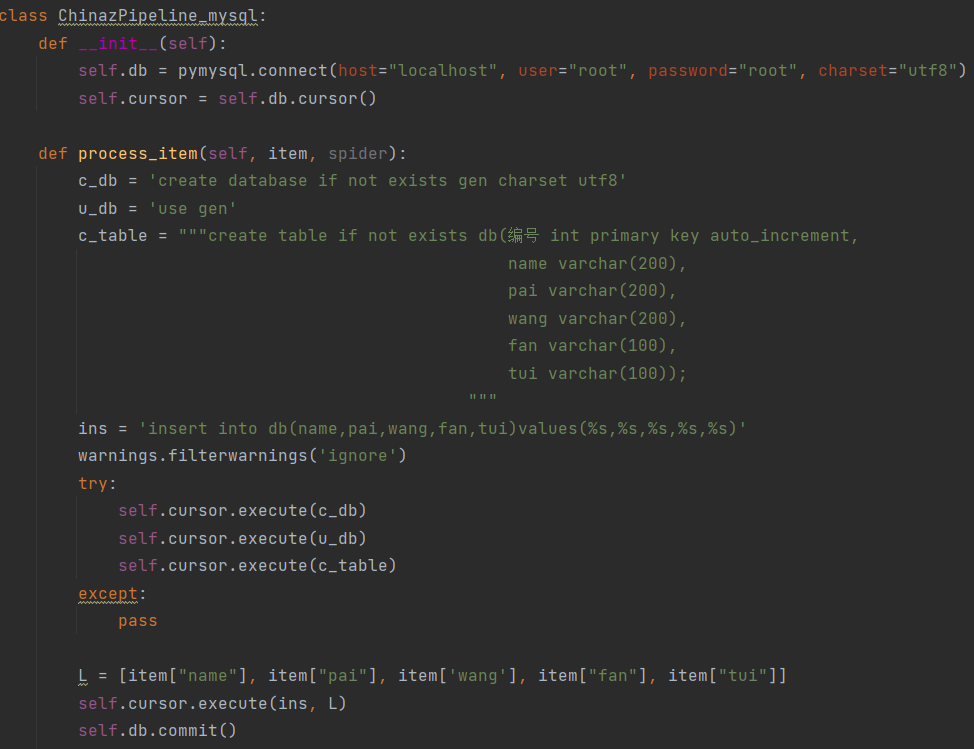 class ChinazPipeline_mysql:
    def __init__(self):
        self.db = pymysql.connect(host="localhost", user="root", password="root", charset="utf8")
        self.cursor = self.db.cursor()

    def process_item(self, item, spider):
        c_db = 'create database if not exists gen charset utf8'
        u_db = 'use gen'
        c_table = """create table if not exists db(编号 int primary key auto_increment,
                                                   name varchar(200),
                                                   pai varchar(200),
                                                   wang varchar(200),
                                                   fan varchar(100),
                                                   tui varchar(100));
                                               """
        ins = 'insert into db(name,pai,wang,fan,tui)values(%s,%s,%s,%s,%s)'
        warnings.filterwarnings('ignore')
        try:
            self.cursor.execute(c_db)
            self.cursor.execute(u_db)
            self.cursor.execute(c_table)
        except:
            pass

        L = [item["name"], item["pai"], item['wang'], item["fan"], item["tui"]]
        self.cursor.execute(ins, L)
        self.db.commit()